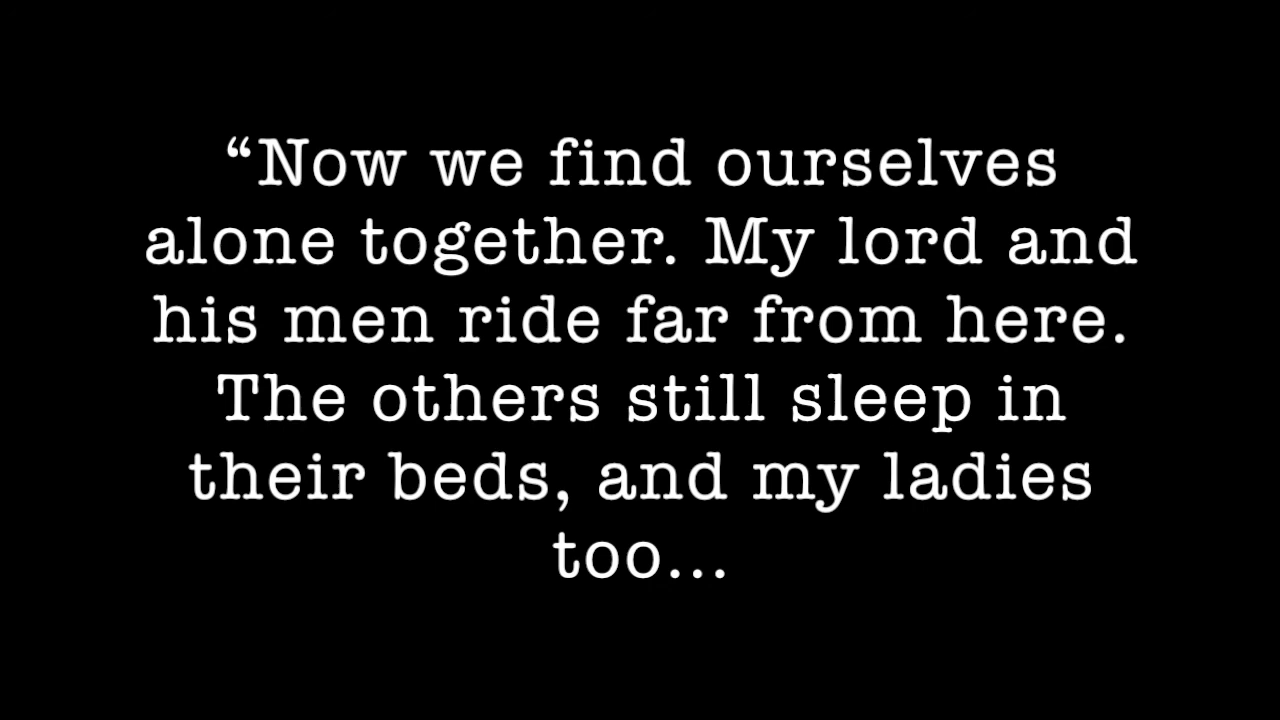 “Now we find ourselves
alone together. My lord and
his men ride far from here.
The others still sleep in
their beds, and my ladies
too...